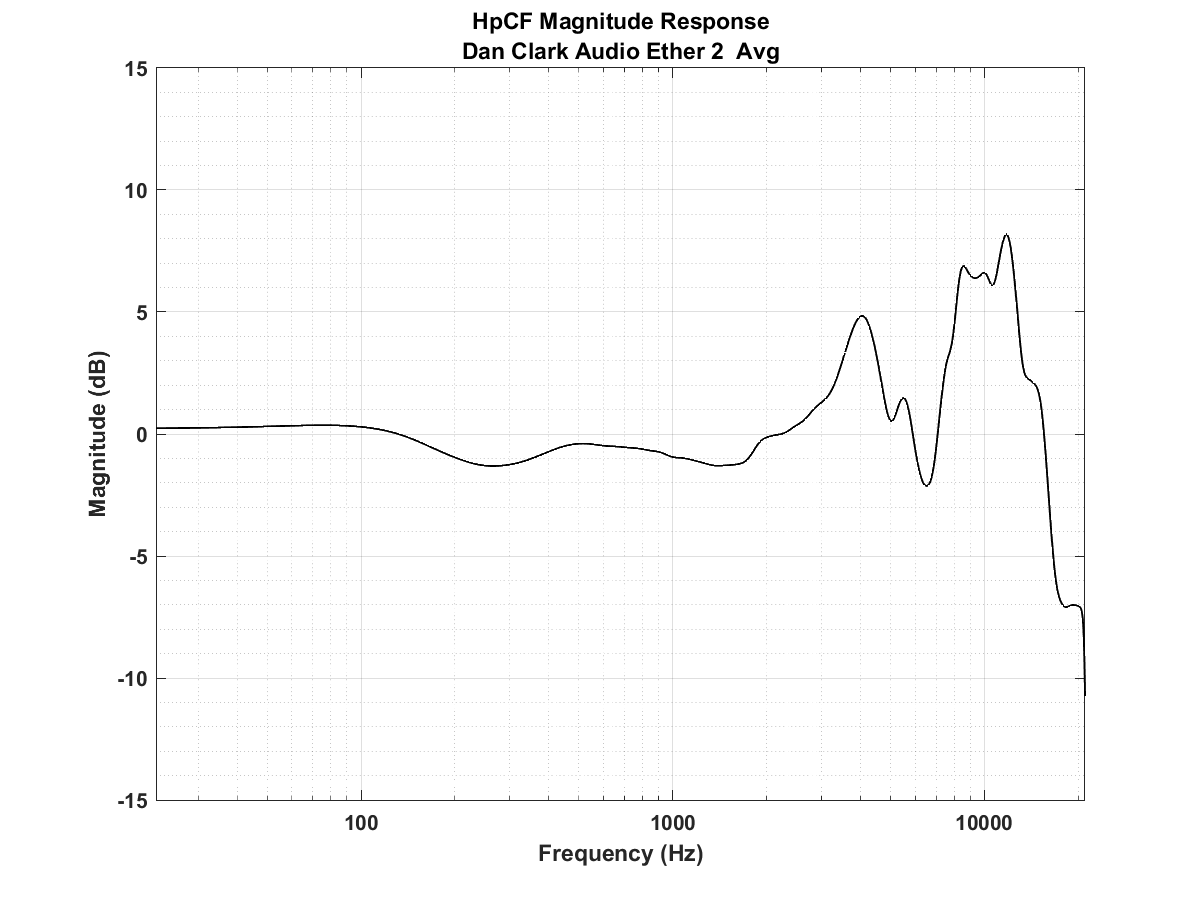 HpCF Magnitude Response
Dan Clark Audio Ether 2  Avg
15
10
5
0
-5
-10
-15
Magnitude (dB)
100
1000
10000
Frequency (Hz)